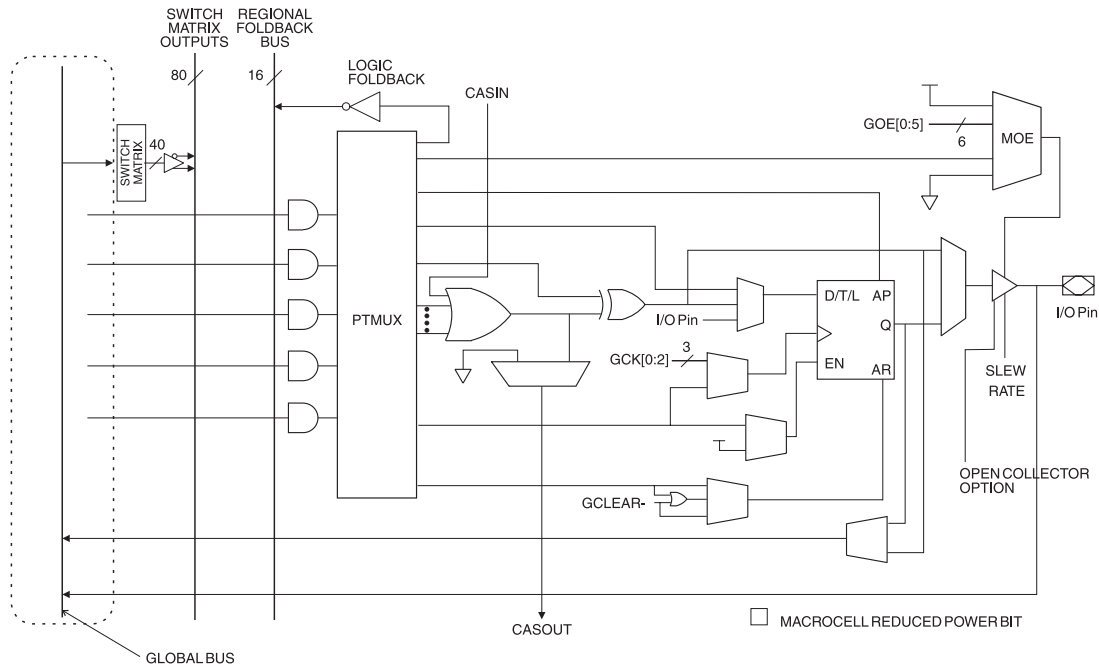 SWITCH
MATRIX
OUTPUTS
REGIONAL
FOLDBACK
BUS
80
16
LOGIC
FOLDBACK
CASIN
SWITCH
MATRIX
40
GOE[0:5]
6
MOE
PTMUX
I/O Pin
D/T/L
AP
Q
EN
AR
GCK[0:2]
3
I/O Pin
SLEW
RATE
OPEN COLLECTOR
OPTION
GCLEAR-
CASOUT
MACROCELL REDUCED POWER BIT
GLOBAL BUS